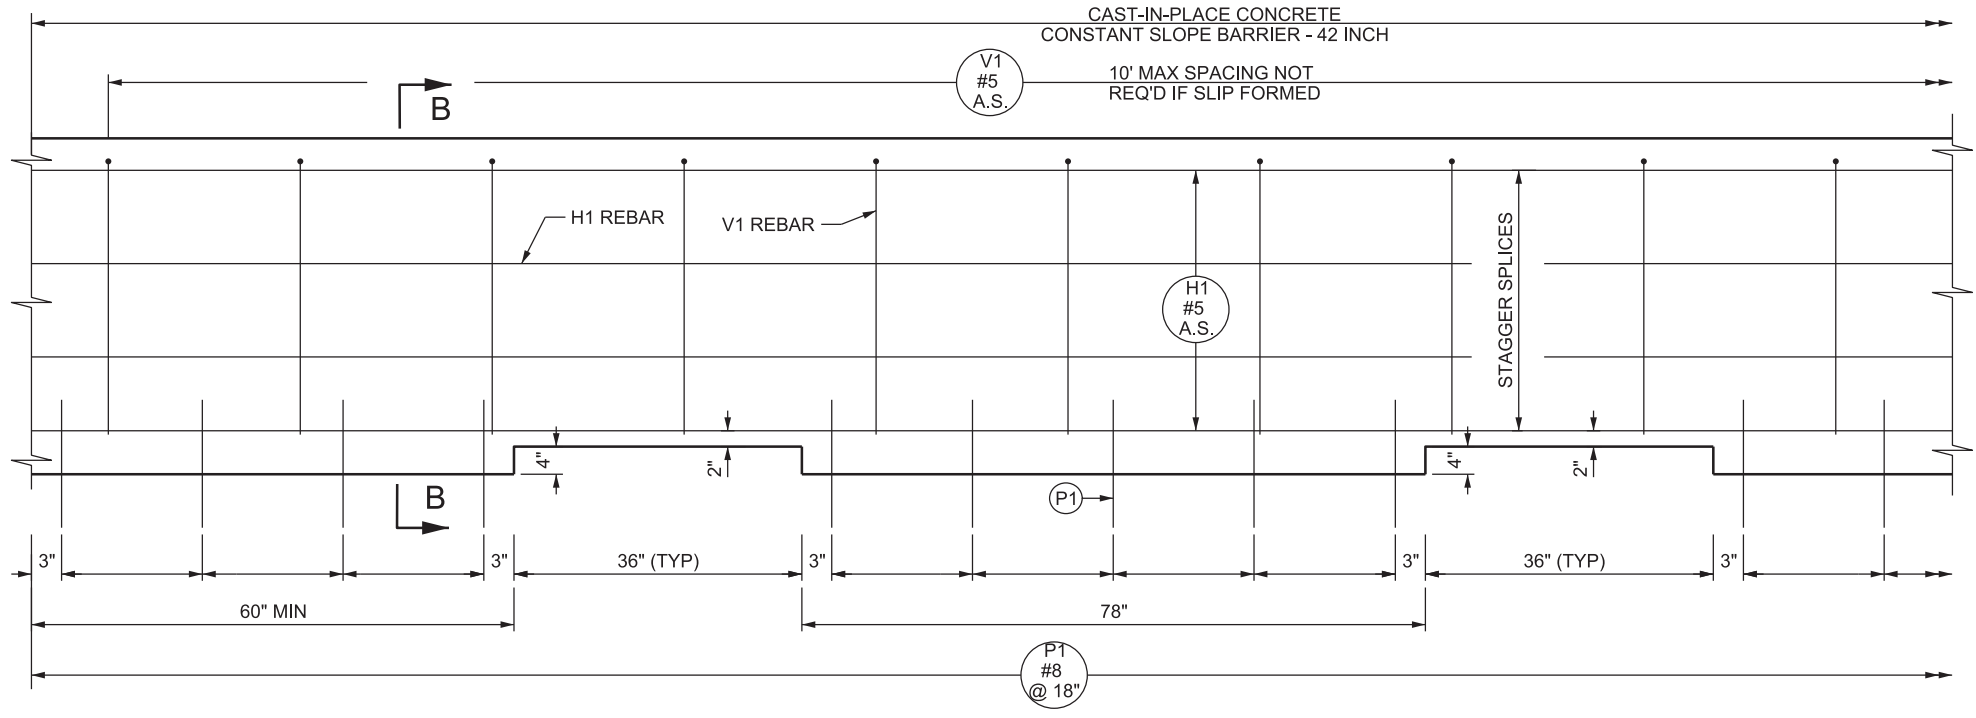 CAST-IN-PLACE CONCRETE
CONSTANT SLOPE BARRIER - 42 INCH
V1
#5
A.S.
10' MAX SPACING NOT
REQ'D IF SLIP FORMED
B
H1 REBAR
V1 REBAR
H1
#5
A.S.
STAGGER SPLICES
4"
2"
4"
2"
B
P1
3"
3"
36" (TYP)
3"
3"
36" (TYP)
3"
60" MIN
78"
P1
#8
@ 18"